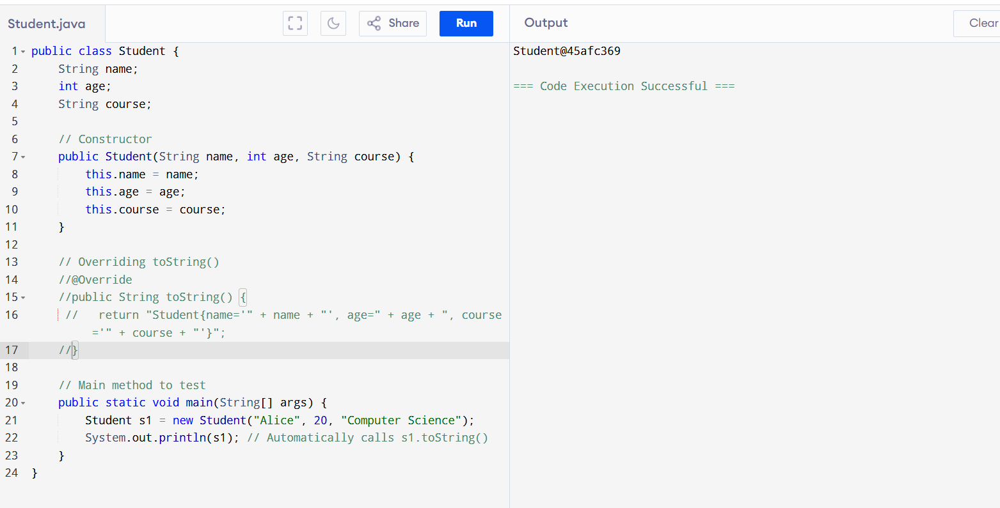 Student.java
Share
Run
Output
Clear
1 public class Student {
2     String name;
3     int age;
4     String course;
5
6     // Constructor
7     public Student(String name, int age, String course) {
8         this.name = name;
9         this.age = age;
10         this.course = course;
11     }
12
13     // Overriding toString()
14     //@Override
15     //public String toString() {
16      //   return "Student{name='" + name + "', age=" + age + ", course
='" + course + "'}";
17     //}
18
19     // Main method to test
20     public static void main(String[] args) {
21         Student s1 = new Student("Alice", 20, "Computer Science");
22         System.out.println(s1); // Automatically calls s1.toString()
23     }
24 }
Student@45afc369
=== Code Execution Successful ===